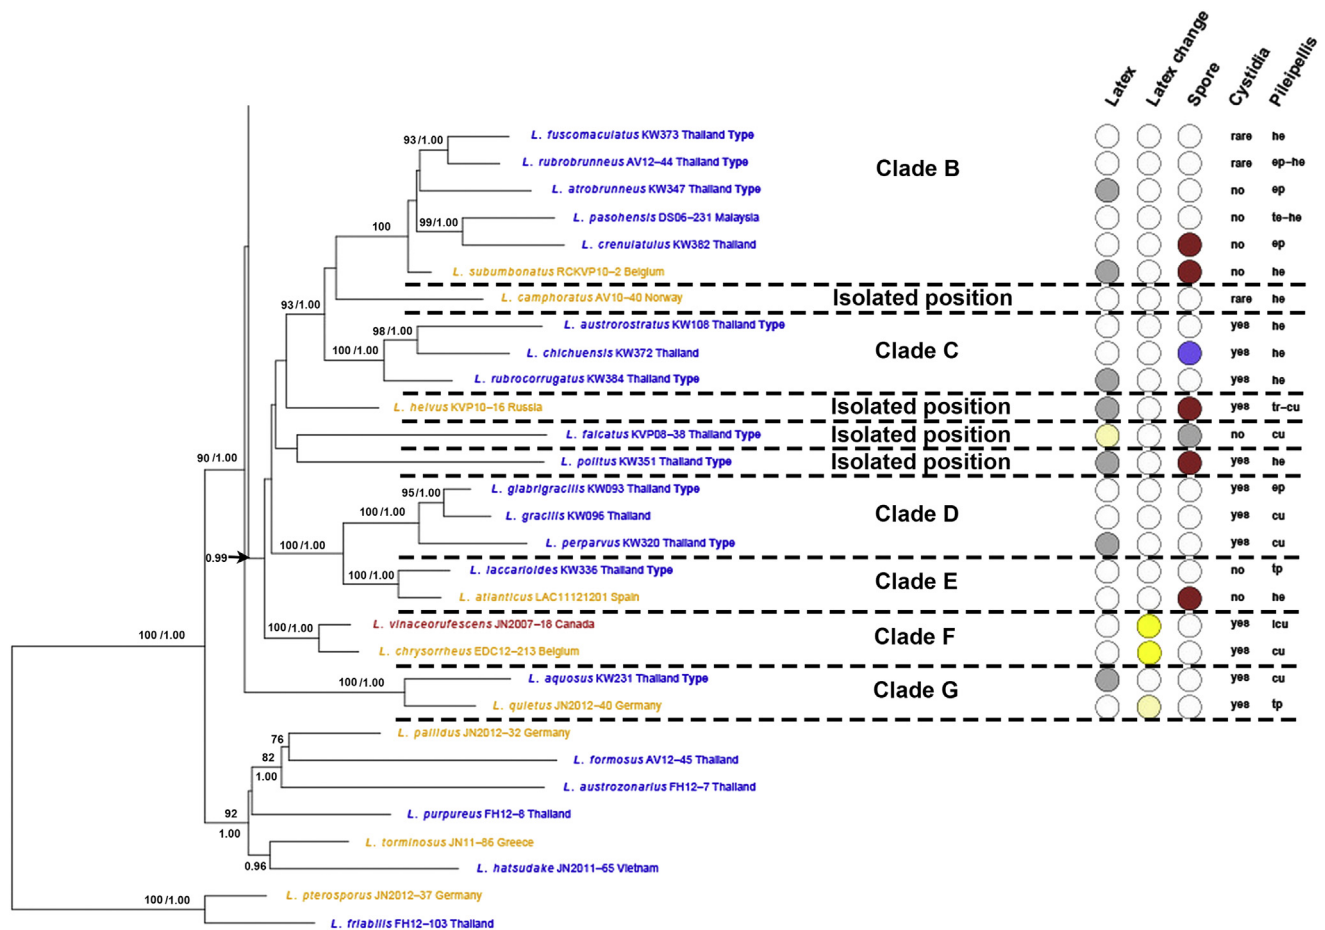 Latex
Latex change
Spore
Cystidia
Pileipellis
93/1.00
L. fuscomaculatus KW373 Thailand Type
rare he
L. rubrobrunneus AV12–44 Thailand Type
Clade B
rare ep–he
L. atrobrunneus KW347 Thailand Type
no ep
99/1.00
L. pasohensis DS06–231 Malaysia
no te–he
100
L. crenulatulus KW382 Thailand
no ep
L. subumbonatus RCKVP10–2 Belgium
no he
93/1.00
L. camphoratus AV10–40 Norway
Isolated position
rare he
98/1.00
L. austrorostratus KW108 Thailand Type
yes he
100/1.00
L. chichuensis KW372 Thailand
Clade C
yes he
L. rubrocorrugatus KW384 Thailand Type
yes he
L. helvus KVP10–16 Russia
Isolated position
yes tr–cu
L. falcatus KVP08–38 Thailand Type
Isolated position
no cu
90/1.00
L. politus KW351 Thailand Type
Isolated position
yes he
95/1.00
L. glabrigracilis KW093 Thailand Type
yes ep
100/1.00
L. gracilis KW096 Thailand
Clade D
yes cu
100/1.00
L. perparvus KW320 Thailand Type
yes cu
0.99
100/1.00
L. laccarioides KW336 Thailand Type
Clade E
no tp
L. atlanticus LAC11121201 Spain
no he
100/1.00
L. vinaceorufescens JN2007–18 Canada
Clade F
yes icu
100/1.00
L. chrysorrheus EDC12–213 Belgium
yes cu
100/1.00
L. aquosus KW231 Thailand Type
Clade G
yes cu
L. quietus JN2012–40 Germany
yes tp
76
L. pallidus JN2012–32 Germany
82
1.00
L. formosus AV12–45 Thailand
L. austrozonarius FH12–7 Thailand
92
1.00
L. purpureus FH12–8 Thailand
L. torminosus JN11–86 Greece
0.96
L. hatsudake JN2011–65 Vietnam
100/1.00
L. pterosporus JN2012–37 Germany
L. friabilis FH12–103 Thailand